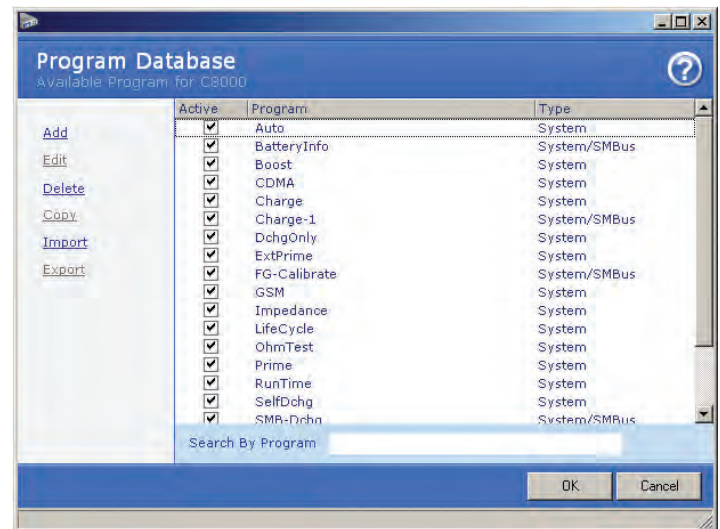 Program Database
Available Program for C8000
?
Add
Edit
Delete
Copy
Import
Export
Active Program Type
Auto System
BatteryInfo System/SMBus
Boost System
CDMA System
Charge System
Charge-1 System/SMBus
DchgOnly System
ExtPrime System
FG-Calibrate System/SMBus
GSM System
Impedance System
LifeCycle System
OhmTest System
Prime System
RunTime System
SelfDchg System
SMB-Dchg System/SMBus
Search By Program
OK Cancel